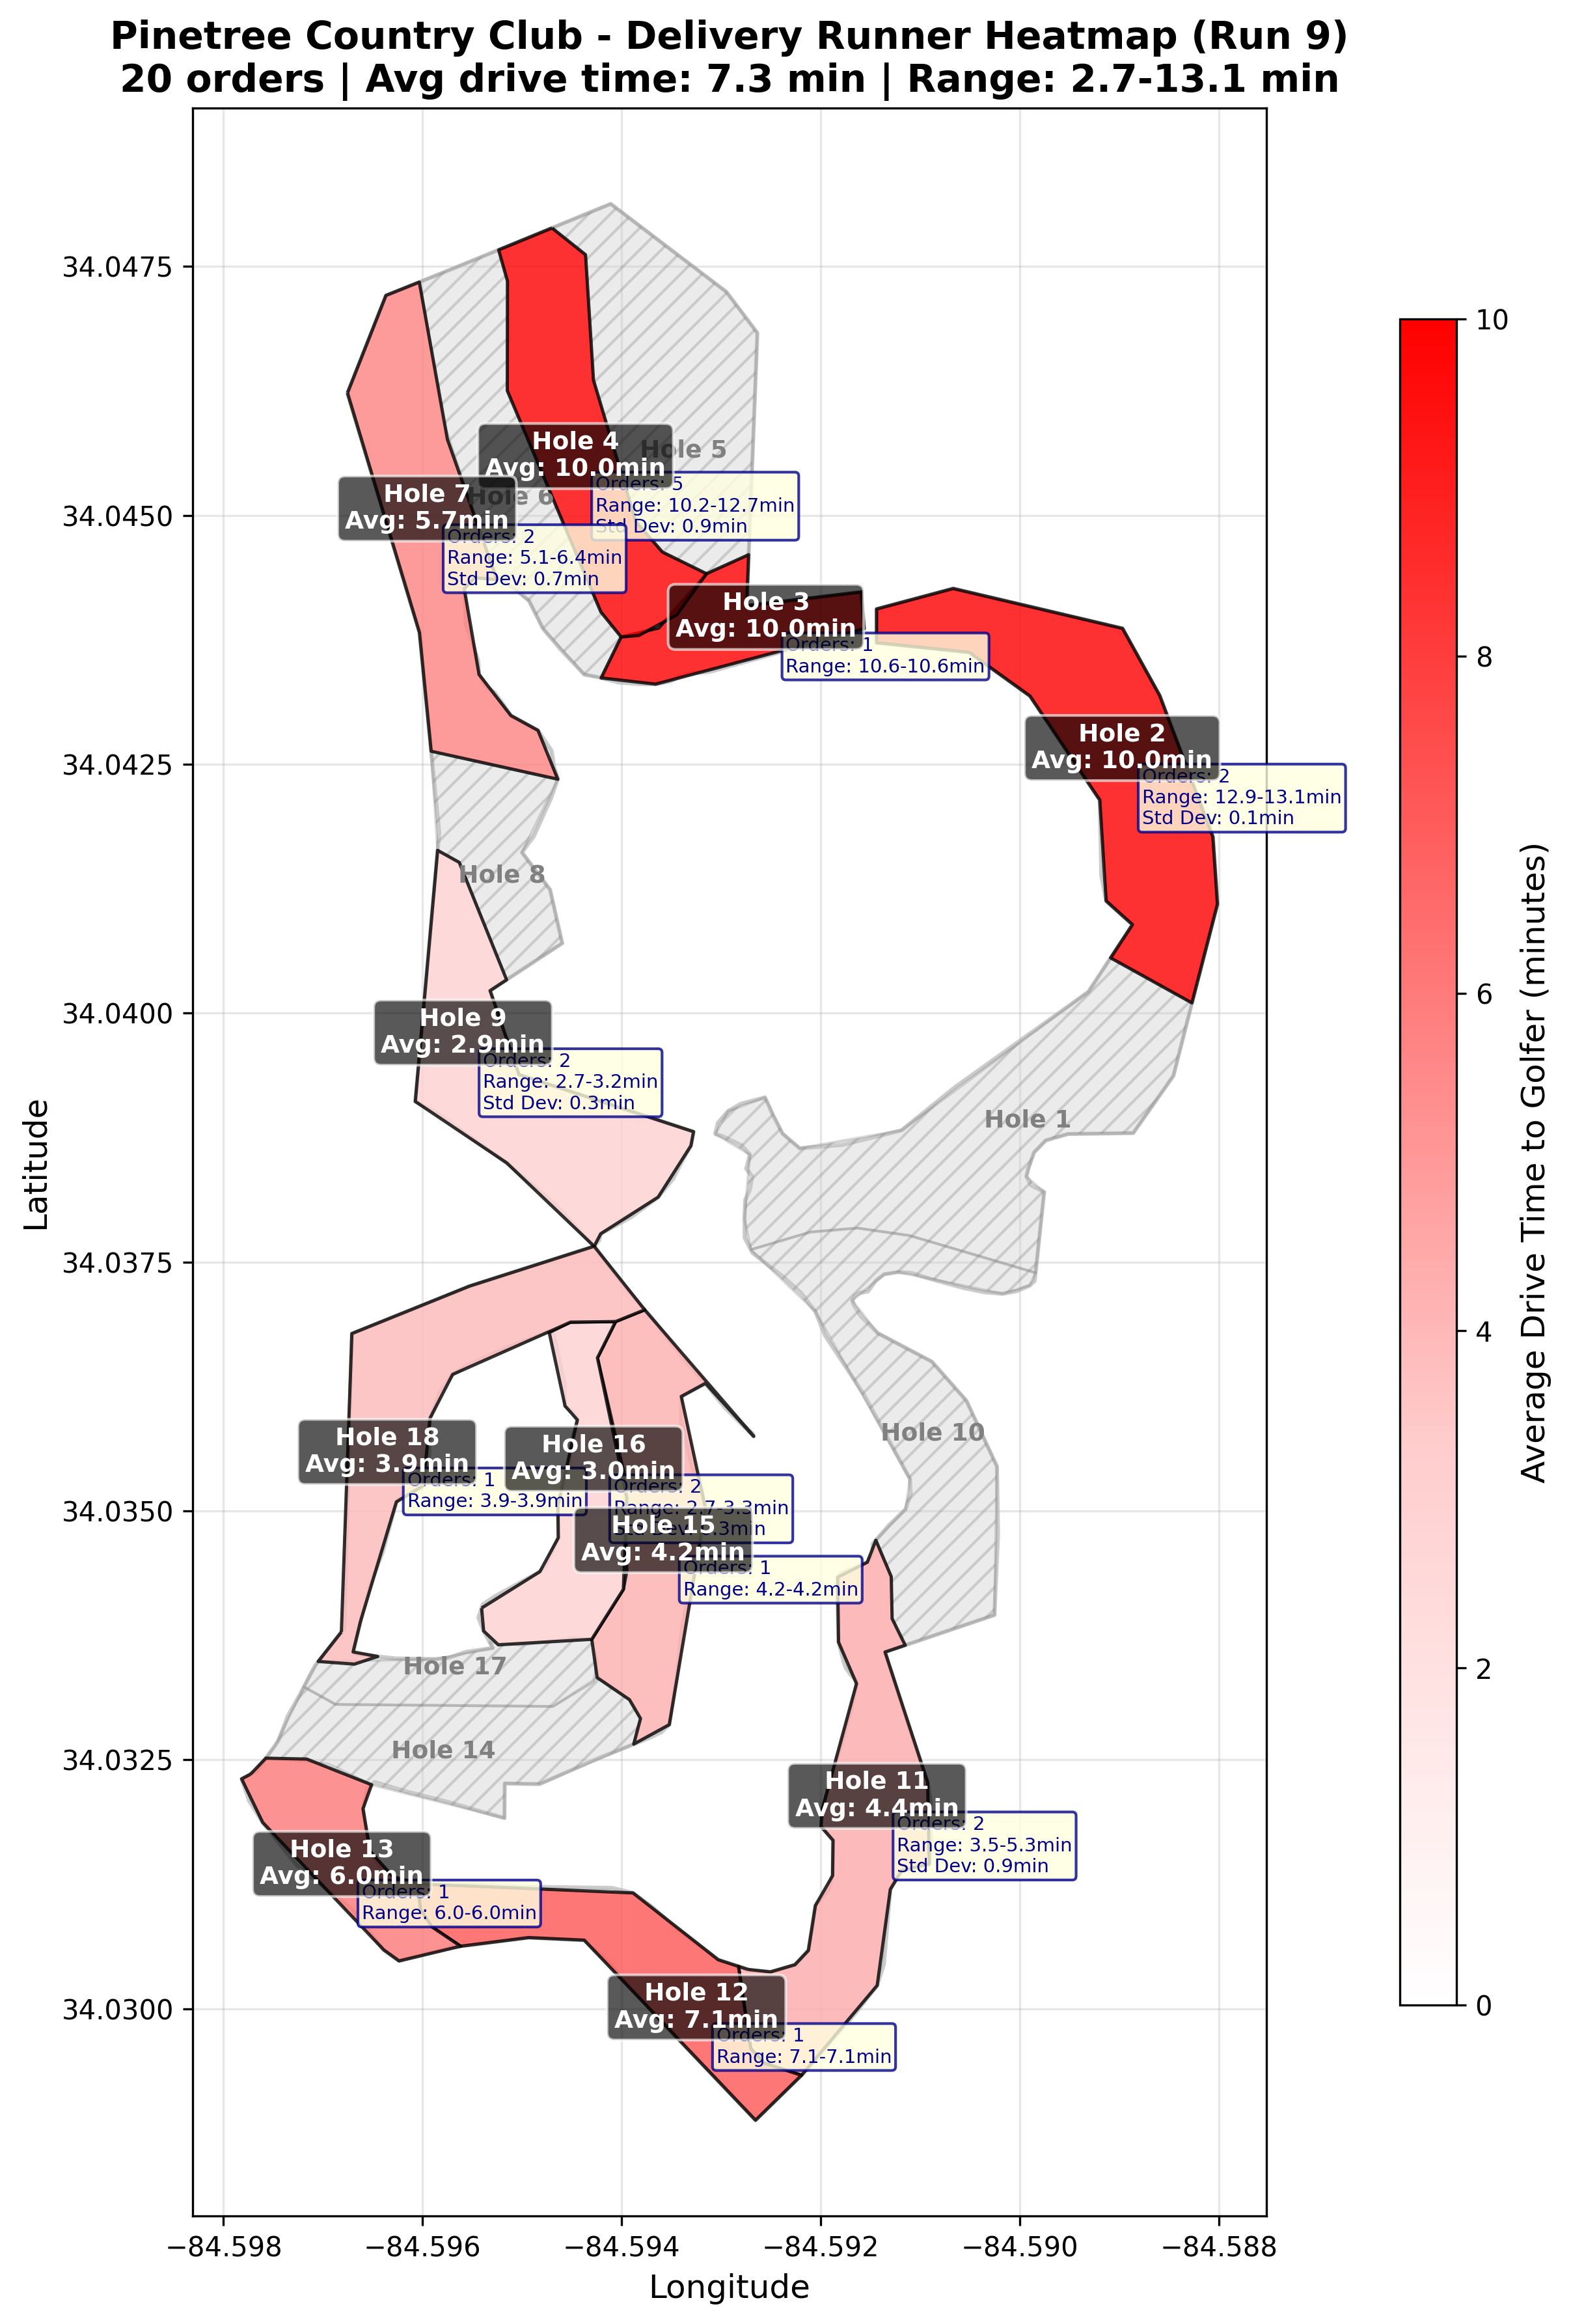 Pinetree Country Club - Delivery Runner Heatmap (Run 9)
20 orders | Avg drive time: 7.3 min | Range: 2.7-13.1 min
34.0475
34.0450
34.0425
34.0400
34.0375
34.0350
34.0325
34.0300
Latitude
−84.598
−84.596
−84.594
−84.592
−84.590
−84.588
Longitude
Hole 4
Avg: 10.0min
Hole 5
Orders: 5
Range: 10.2-12.7min
Std Dev: 0.9min
Hole 7
Avg: 5.7min
Hole 6
Orders: 2
Range: 5.1-6.4min
Std Dev: 0.7min
Hole 3
Avg: 10.0min
Orders: 1
Range: 10.6-10.6min
Hole 2
Avg: 10.0min
Orders: 2
Range: 12.9-13.1min
Std Dev: 0.1min
Hole 8
Hole 9
Avg: 2.9min
Orders: 2
Range: 2.7-3.2min
Std Dev: 0.3min
Hole 1
Hole 10
Hole 18
Avg: 3.9min
Orders: 1
Range: 3.9-3.9min
Hole 16
Avg: 3.0min
Orders: 2
Range: 2.7-3.3min
Std Dev: 0.3min
Hole 15
Avg: 4.2min
Orders: 1
Range: 4.2-4.2min
Hole 17
Hole 14
Hole 11
Avg: 4.4min
Orders: 2
Range: 3.5-5.3min
Std Dev: 0.9min
Hole 13
Avg: 6.0min
Orders: 1
Range: 6.0-6.0min
Hole 12
Avg: 7.1min
Orders: 1
Range: 7.1-7.1min
10
8
6
4
2
0
Average Drive Time to Golfer (minutes)